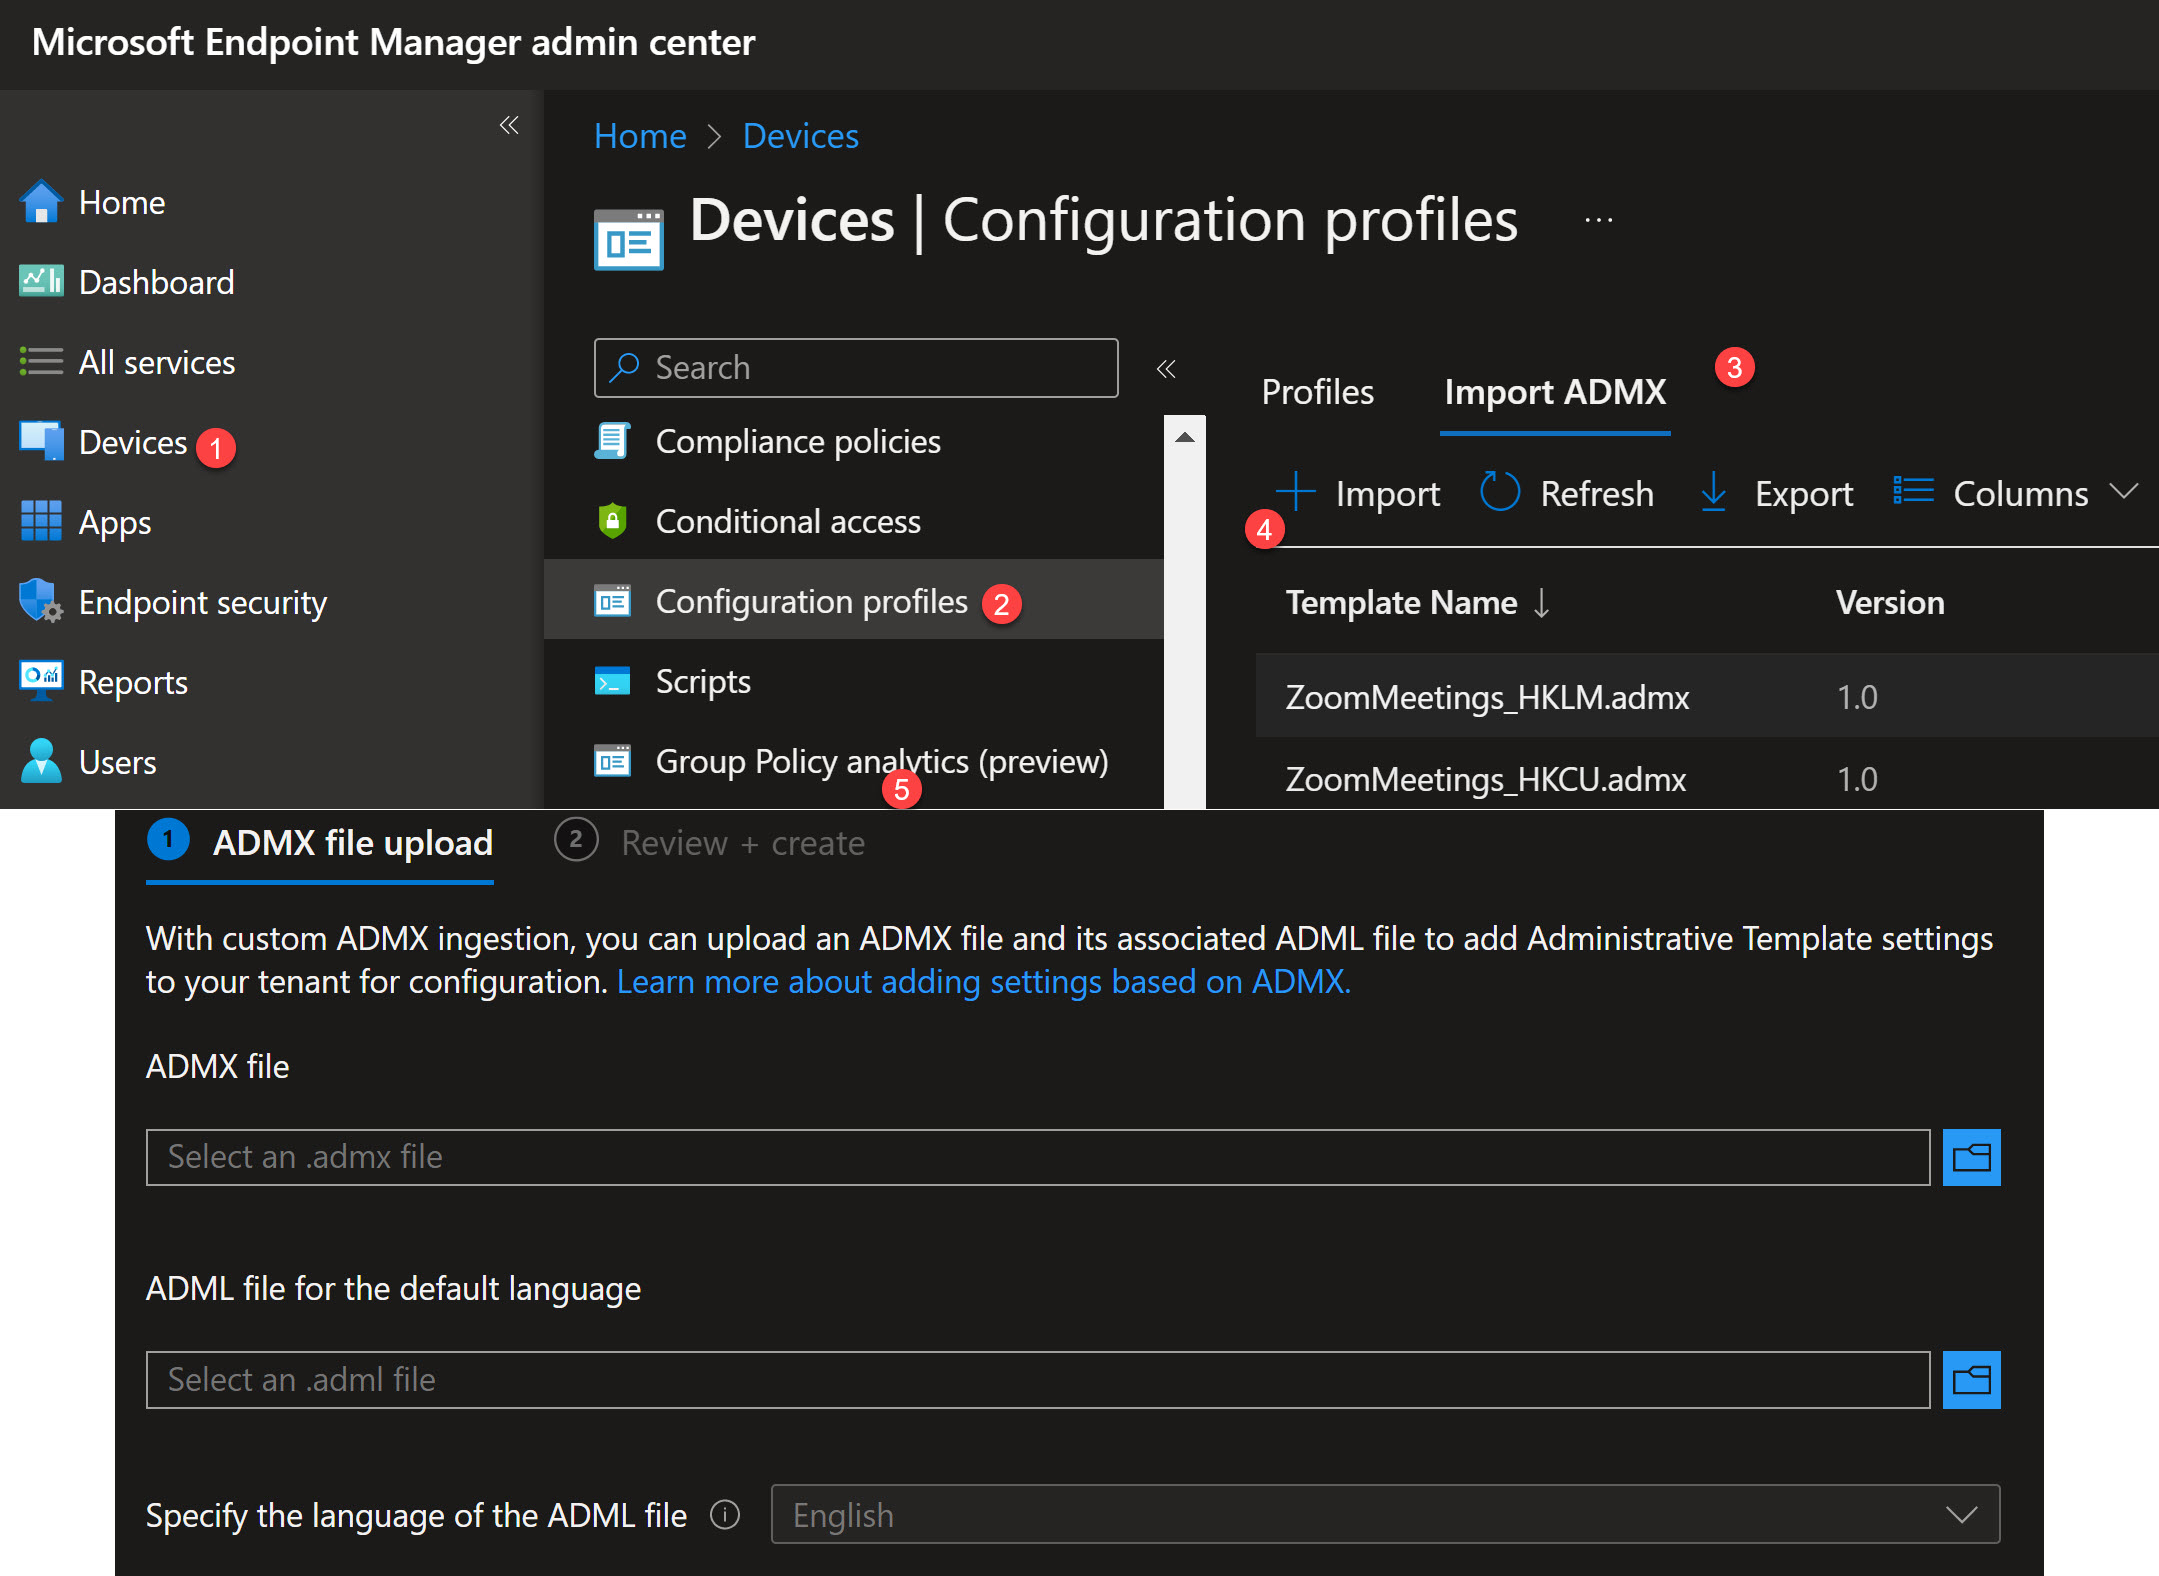 Microsoft Endpoint Manager admin center
Home
Dashboard
All services
Devices 1
Apps
Endpoint security
Reports
Users
Home > Devices
Devices | Configuration profiles ...
Search
Compliance policies
Conditional access
Configuration profiles 2
Scripts
Group Policy analytics (preview)
5
Profiles Import ADMX 3
Import Refresh Export Columns
4
Template Name ↓ Version
ZoomMeetings_HKLM.admx 1.0
ZoomMeetings_HKCU.admx 1.0
1 ADMX file upload 2 Review + create
With custom ADMX ingestion, you can upload an ADMX file and its associated ADML file to add Administrative Template settings
to your tenant for configuration. Learn more about adding settings based on ADMX.
ADMX file
Select an .admx file
ADML file for the default language
Select an .adml file
Specify the language of the ADML file English